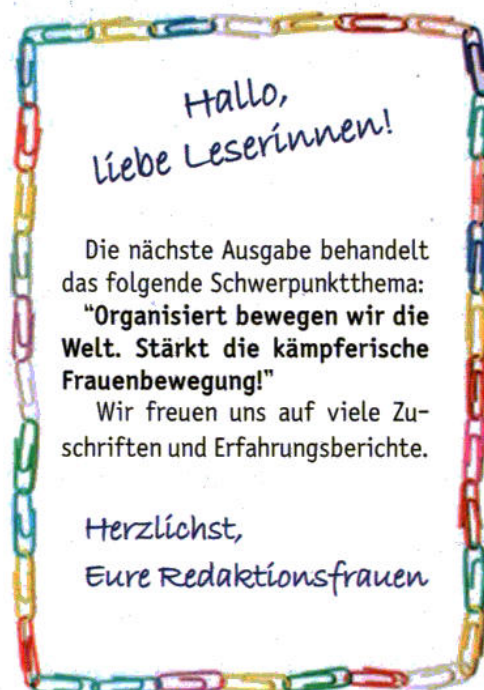 Hallo,
liebe Leserinnen!
Die nächste Ausgabe behandelt
das folgende Schwerpunktthema:
"Organisiert bewegen wir die
Welt. Stärkt die kämpferische
Frauenbewegung!"
Wir freuen uns auf viele Zu-
schriften und Erfahrungsberichte.
Herzlichst,
Eure Redaktionsfrauen